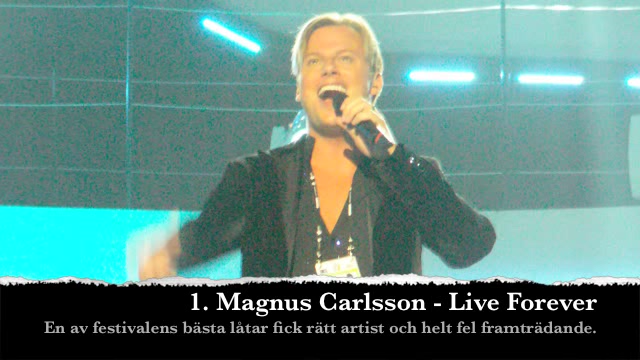 1. Magnus Carlsson - Live Forever
En av festivalens bästa låtar fick rätt artist och helt fel framträdande.